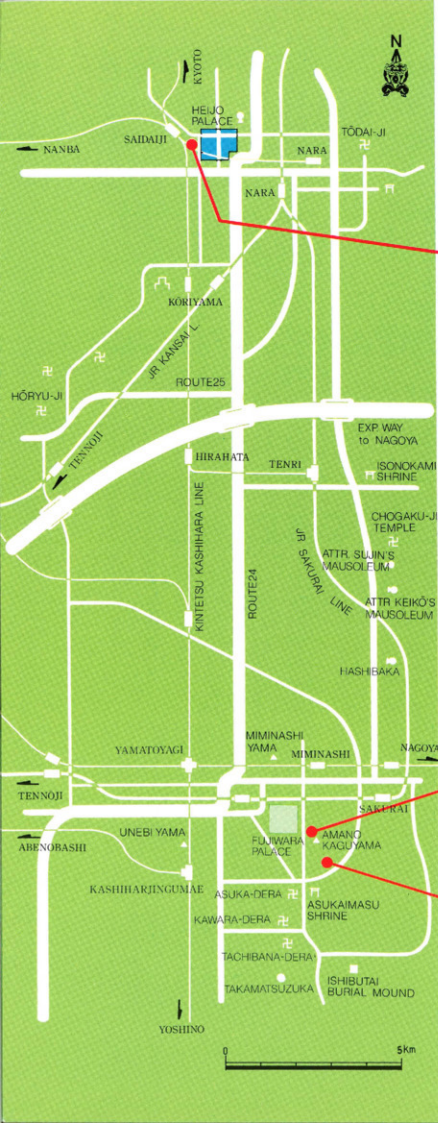 N
KYOTO
HEIJO
PALACE
SAIDAIJI
TŌDAI-JI
NANBA
NARA
NARA
KŌRIYAMA
JR KANSAI L.
ROUTE25
HŌRYU-JI
TENNOJI
EXP. WAY
to NAGOYA
HIRAHATA
TENRI
ISONOKAMI
SHRINE
KINTETSU KASHIHARA LINE
ROUTE24
JR SAKURAI LINE
CHOGAKU-JI
TEMPLE
ATTR. SUJIN'S
MAUSOLEUM
ATTR KEIKŌ'S
MAUSOLEUM
HASHIBAKA
MIMINASHI
YAMA
YAMATOYAGI
MIMINASHI
NAGOYA
TENNOJI
SAKURAI
UNEBI YAMA
ABENOBASHI
FUJIWARA
PALACE
AMANO
KAGUYAMA
KASHIHARJINGUMAE
ASUKA-DERA
ASUKAIMASU
SHRINE
KAWARA-DERA
TACHIBANA-DERA
TAKAMATSUZUKA
ISHIBUTAI
BURIAL MOUND
YOSHINO
0 5Km